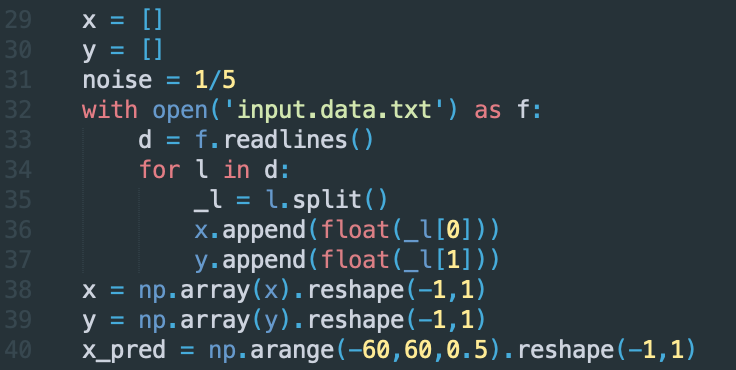 29 x = []
30 y = []
31 noise = 1/5
32 with open('input.data.txt') as f:
33 d = f.readlines()
34 for l in d:
35 _l = l.split()
36 x.append(float(_l[0]))
37 y.append(float(_l[1]))
38 x = np.array(x).reshape(-1,1)
39 y = np.array(y).reshape(-1,1)
40 x_pred = np.arange(-60,60,0.5).reshape(-1,1)